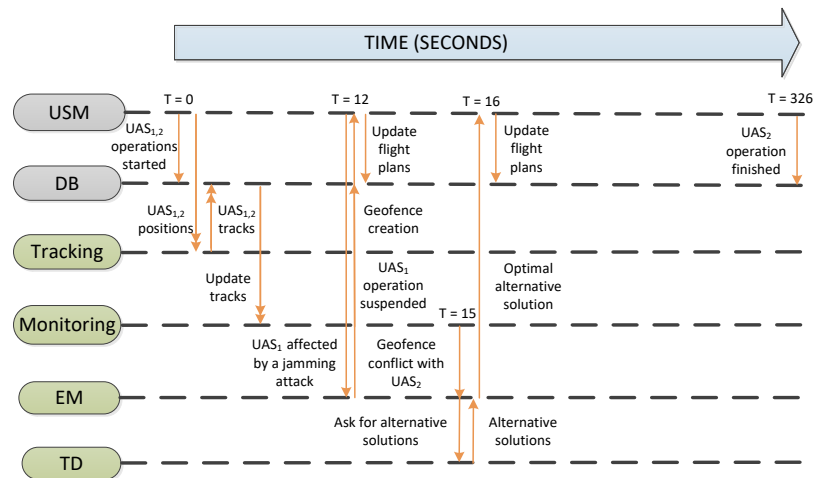 TIME (SECONDS)
T = 0
T = 12
T = 16
T = 326
USM
UAS1,2
operations
started
Update
flight
plans
Update
flight
plans
UAS2
operation
finished
DB
UAS1,2
positions
UAS1,2
tracks
Geofence
creation
Tracking
Update
tracks
UAS1
operation
suspended
Optimal
alternative
solution
T = 15
Monitoring
UAS1 affected
by a jamming
attack
Geofence
conflict with
UAS2
EM
Ask for alternative
solutions
Alternative
solutions
TD